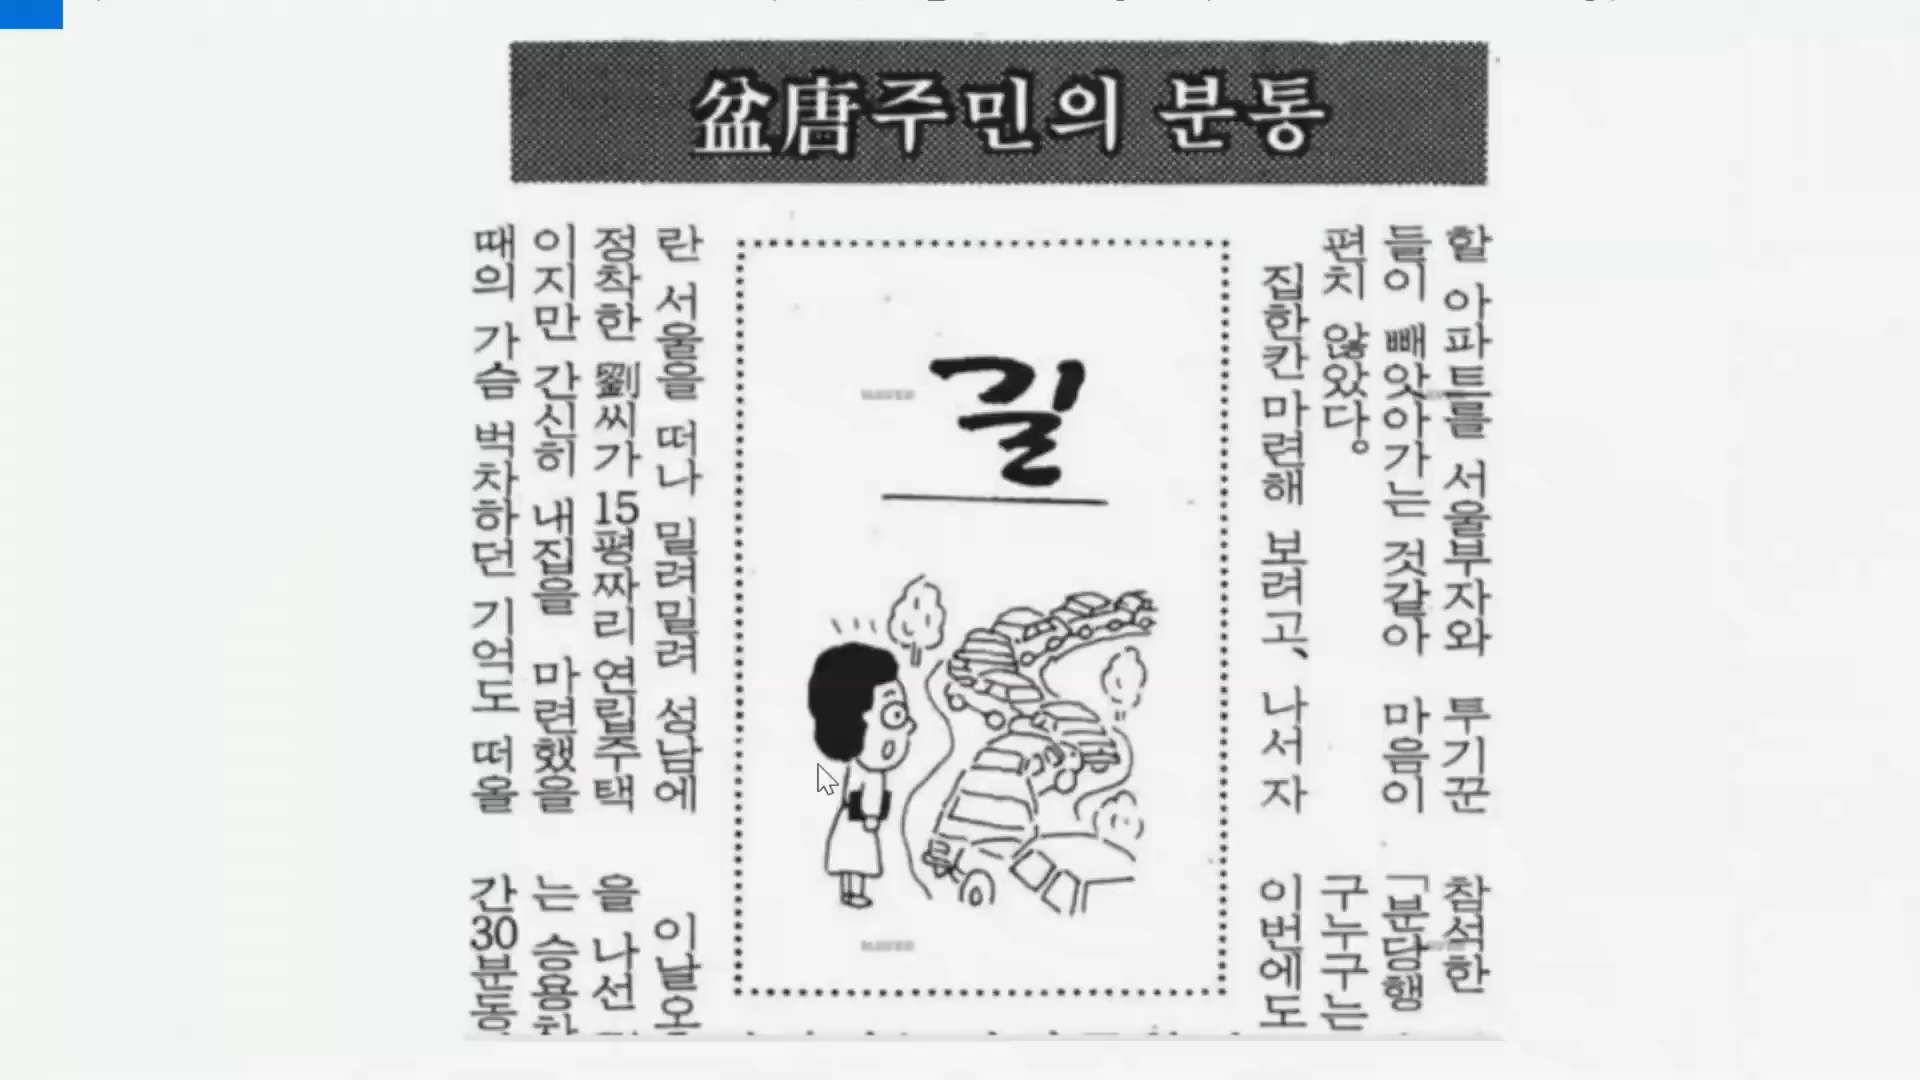 盆唐주민의 분통
할 아파트를 서울부자와 투기꾼
들이 빼앗아가는 것같아 마음이
편치 않았다。
집한칸 마련해 보려고、나서자
길
란 서울을 떠나 밀려밀려 성남에
정착한 劉씨가 15평짜리 연립주택
이지만 간신히 내집을 마련했을
때의 가슴 벅차하던 기억도 떠올
참석한
「분당행
구누구는
이번에도
이날 오
을 나선
는 승용차
간 30분동